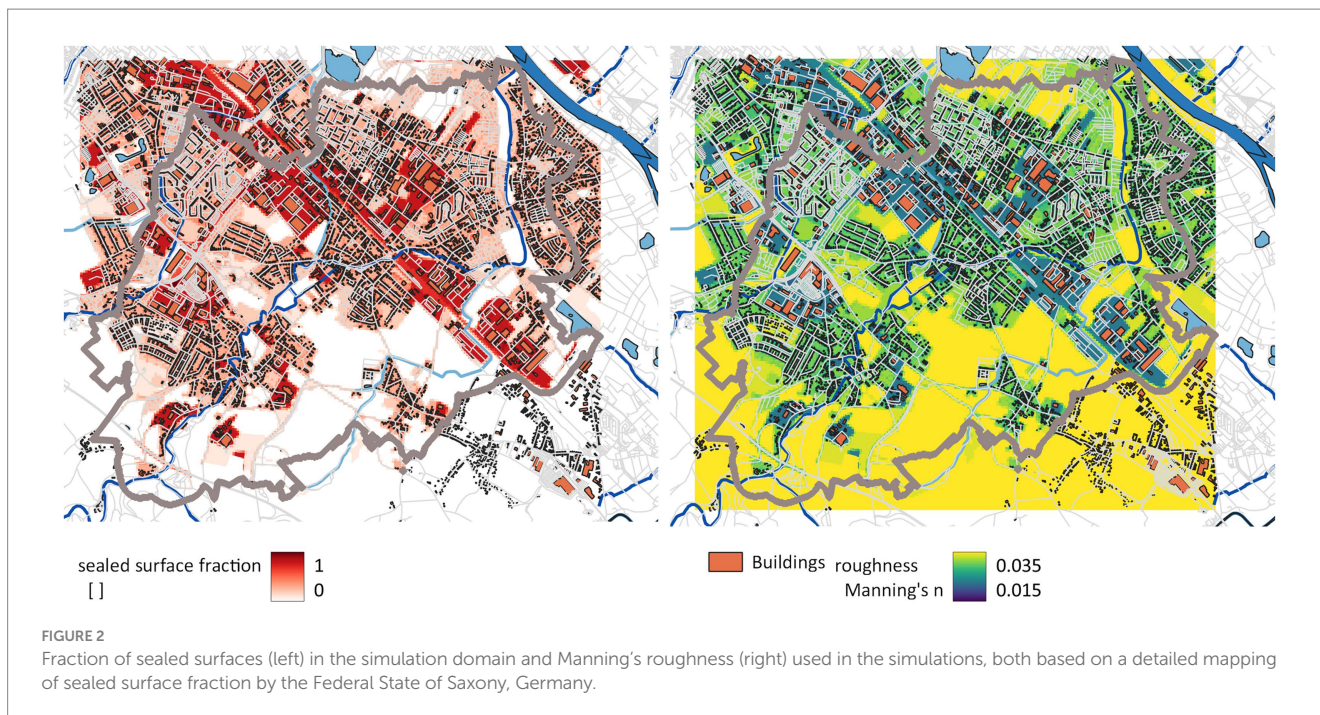 sealed surface fraction
[ ]
1
0
Buildings
roughness
Manning's n
0.035
0.015
FIGURE 2
Fraction of sealed surfaces (left) in the simulation domain and Manning's roughness (right) used in the simulations, both based on a detailed mapping
of sealed surface fraction by the Federal State of Saxony, Germany.